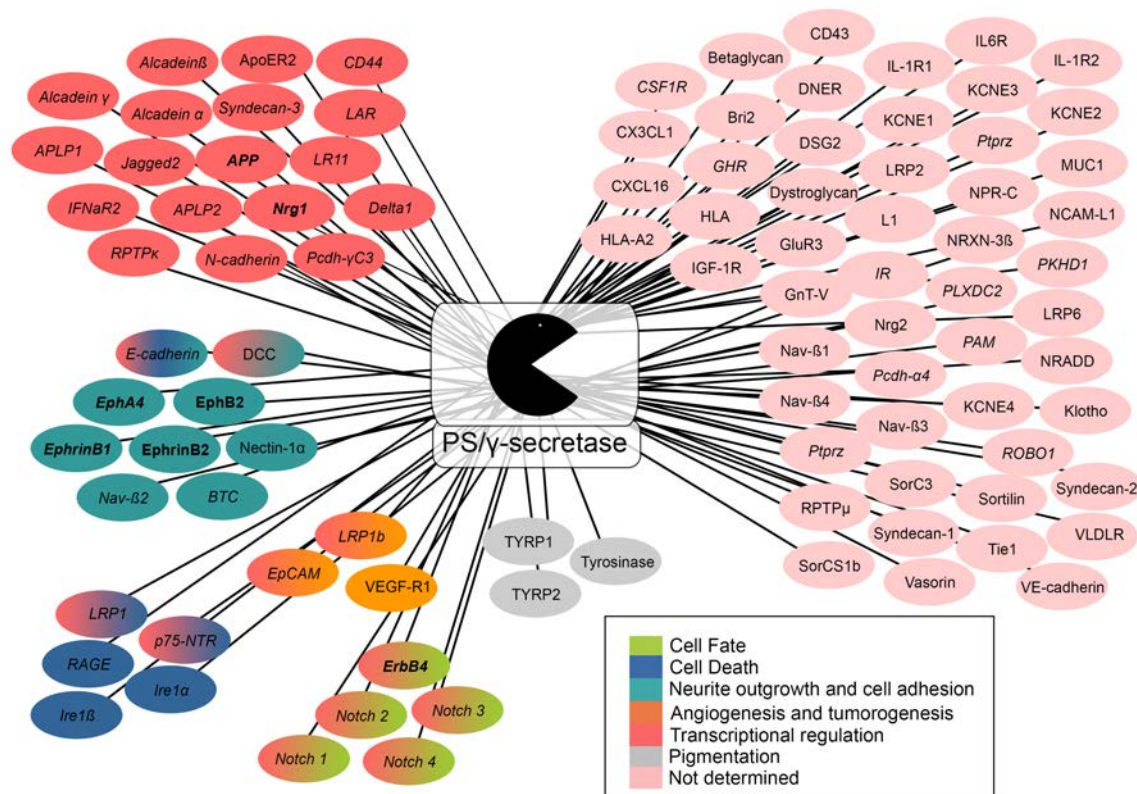 Alcadeinß
ApoER2
CD44
Alcadein γ
Alcadein α
Syndecan-3
LAR
APLP1
Jagged2
APP
LR11
IFNaR2
APLP2
Nrg1
Delta1
RPTPκ
N-cadherin
Pcdh-γC3
E-cadherin
DCC
EphA4
EphB2
EphrinB1
EphrinB2
Nectin-1α
Nav-ß2
BTC
LRP1b
EpCAM
VEGF-R1
LRP1
p75-NTR
RAGE
Ire1α
Ire1ß
ErbB4
Notch 2
Notch 3
Notch 1
Notch 4
PS/γ-secretase
TYRP1
Tyrosinase
TYRP2
CD43
IL6R
Betaglycan
IL-1R1
IL-1R2
CSF1R
DNER
KCNE3
KCNE2
Bri2
CX3CL1
KCNE1
Ptprz
DSG2
MUC1
GHR
LRP2
CXCL16
Dystroglycan
NPR-C
NCAM-L1
HLA
L1
HLA-A2
GluR3
NRXN-3ß
IGF-1R
IR
PKHD1
GnT-V
PLXDC2
LRP6
Nrg2
Nav-ß1
PAM
NRADD
Pcdh-α4
Nav-ß4
KCNE4
Klotho
Nav-ß3
Ptprz
ROBO1
SorC3
Sortilin
Syndecan-2
RPTPµ
Syndecan-1
Tie1
VLDLR
SorCS1b
Vasorin
VE-cadherin
Cell Fate
Cell Death
Neurite outgrowth and cell adhesion
Angiogenesis and tumorogenesis
Transcriptional regulation
Pigmentation
Not determined